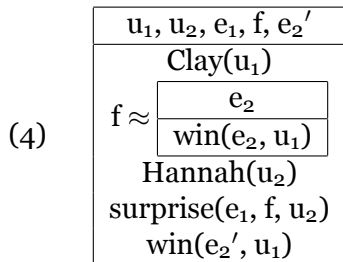 u₁, u₂, e₁, f, e₂′
Clay(u₁)
e₂
f ≈
win(e₂, u₁)
(4)
Hannah(u₂)
surprise(e₁, f, u₂)
win(e₂′, u₁)